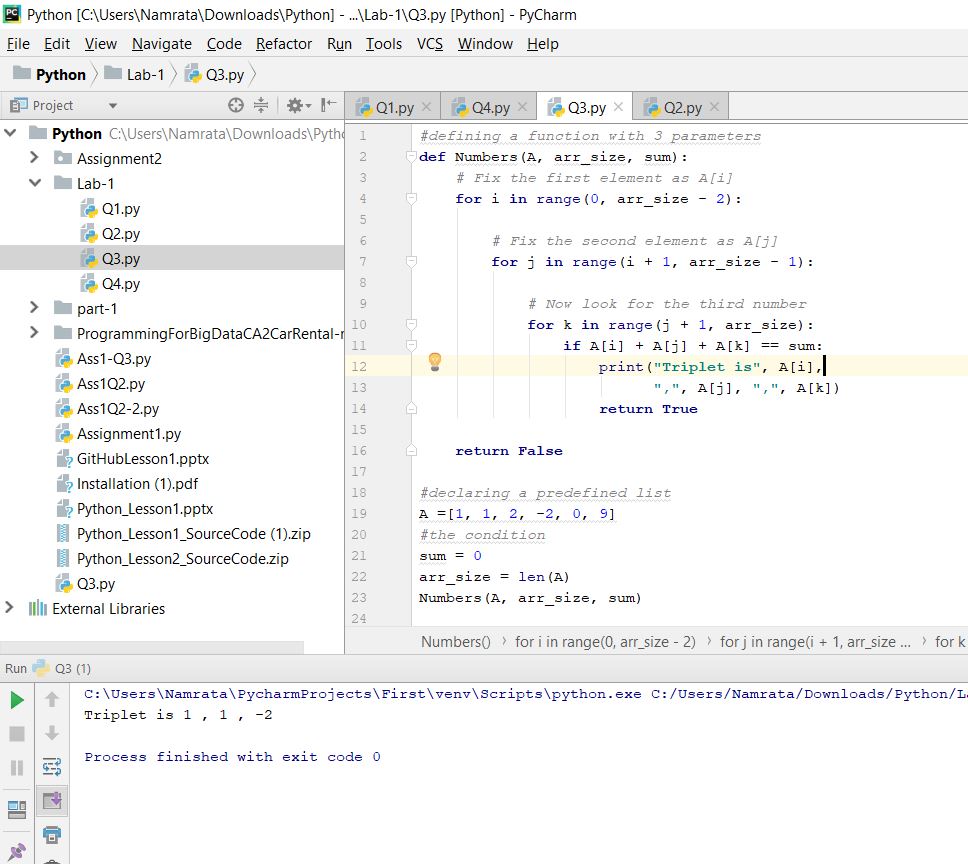 Python [C:\Users\Namrata\Downloads\Python] - ...\Lab-1\Q3.py [Python] - PyCharm
File Edit View Navigate Code Refactor Run Tools VCS Window Help
Python Lab-1 Q3.py
Project
Q1.py Q4.py Q3.py Q2.py
Python C:\Users\Namrata\Downloads\Pytho
Assignment2
Lab-1
Q1.py
Q2.py
Q3.py
Q4.py
part-1
ProgrammingForBigDataCA2CarRental-r
Ass1-Q3.py
Ass1Q2.py
Ass1Q2-2.py
Assignment1.py
GitHubLesson1.pptx
Installation (1).pdf
Python_Lesson1.pptx
Python_Lesson1_SourceCode (1).zip
Python_Lesson2_SourceCode.zip
Q3.py
External Libraries
1 #defining a function with 3 parameters
2 def Numbers(A, arr_size, sum):
3 # Fix the first element as A[i]
4 for i in range(0, arr_size - 2):
5
6 # Fix the second element as A[j]
7 for j in range(i + 1, arr_size - 1):
8
9 # Now look for the third number
10 for k in range(j + 1, arr_size):
11 if A[i] + A[j] + A[k] == sum:
12 print("Triplet is", A[i],
13 ",", A[j], ",", A[k])
14 return True
15
16 return False
17
18 #declaring a predefined list
19 A =[1, 1, 2, -2, 0, 9]
20 #the condition
21 sum = 0
22 arr_size = len(A)
23 Numbers(A, arr_size, sum)
24
Numbers() for i in range(0, arr_size - 2) for j in range(i + 1, arr_size ... for k
Run Q3 (1)
C:\Users\Namrata\PycharmProjects\First\venv\Scripts\python.exe C:/Users/Namrata/Downloads/Python/La
Triplet is 1 , 1 , -2
Process finished with exit code 0